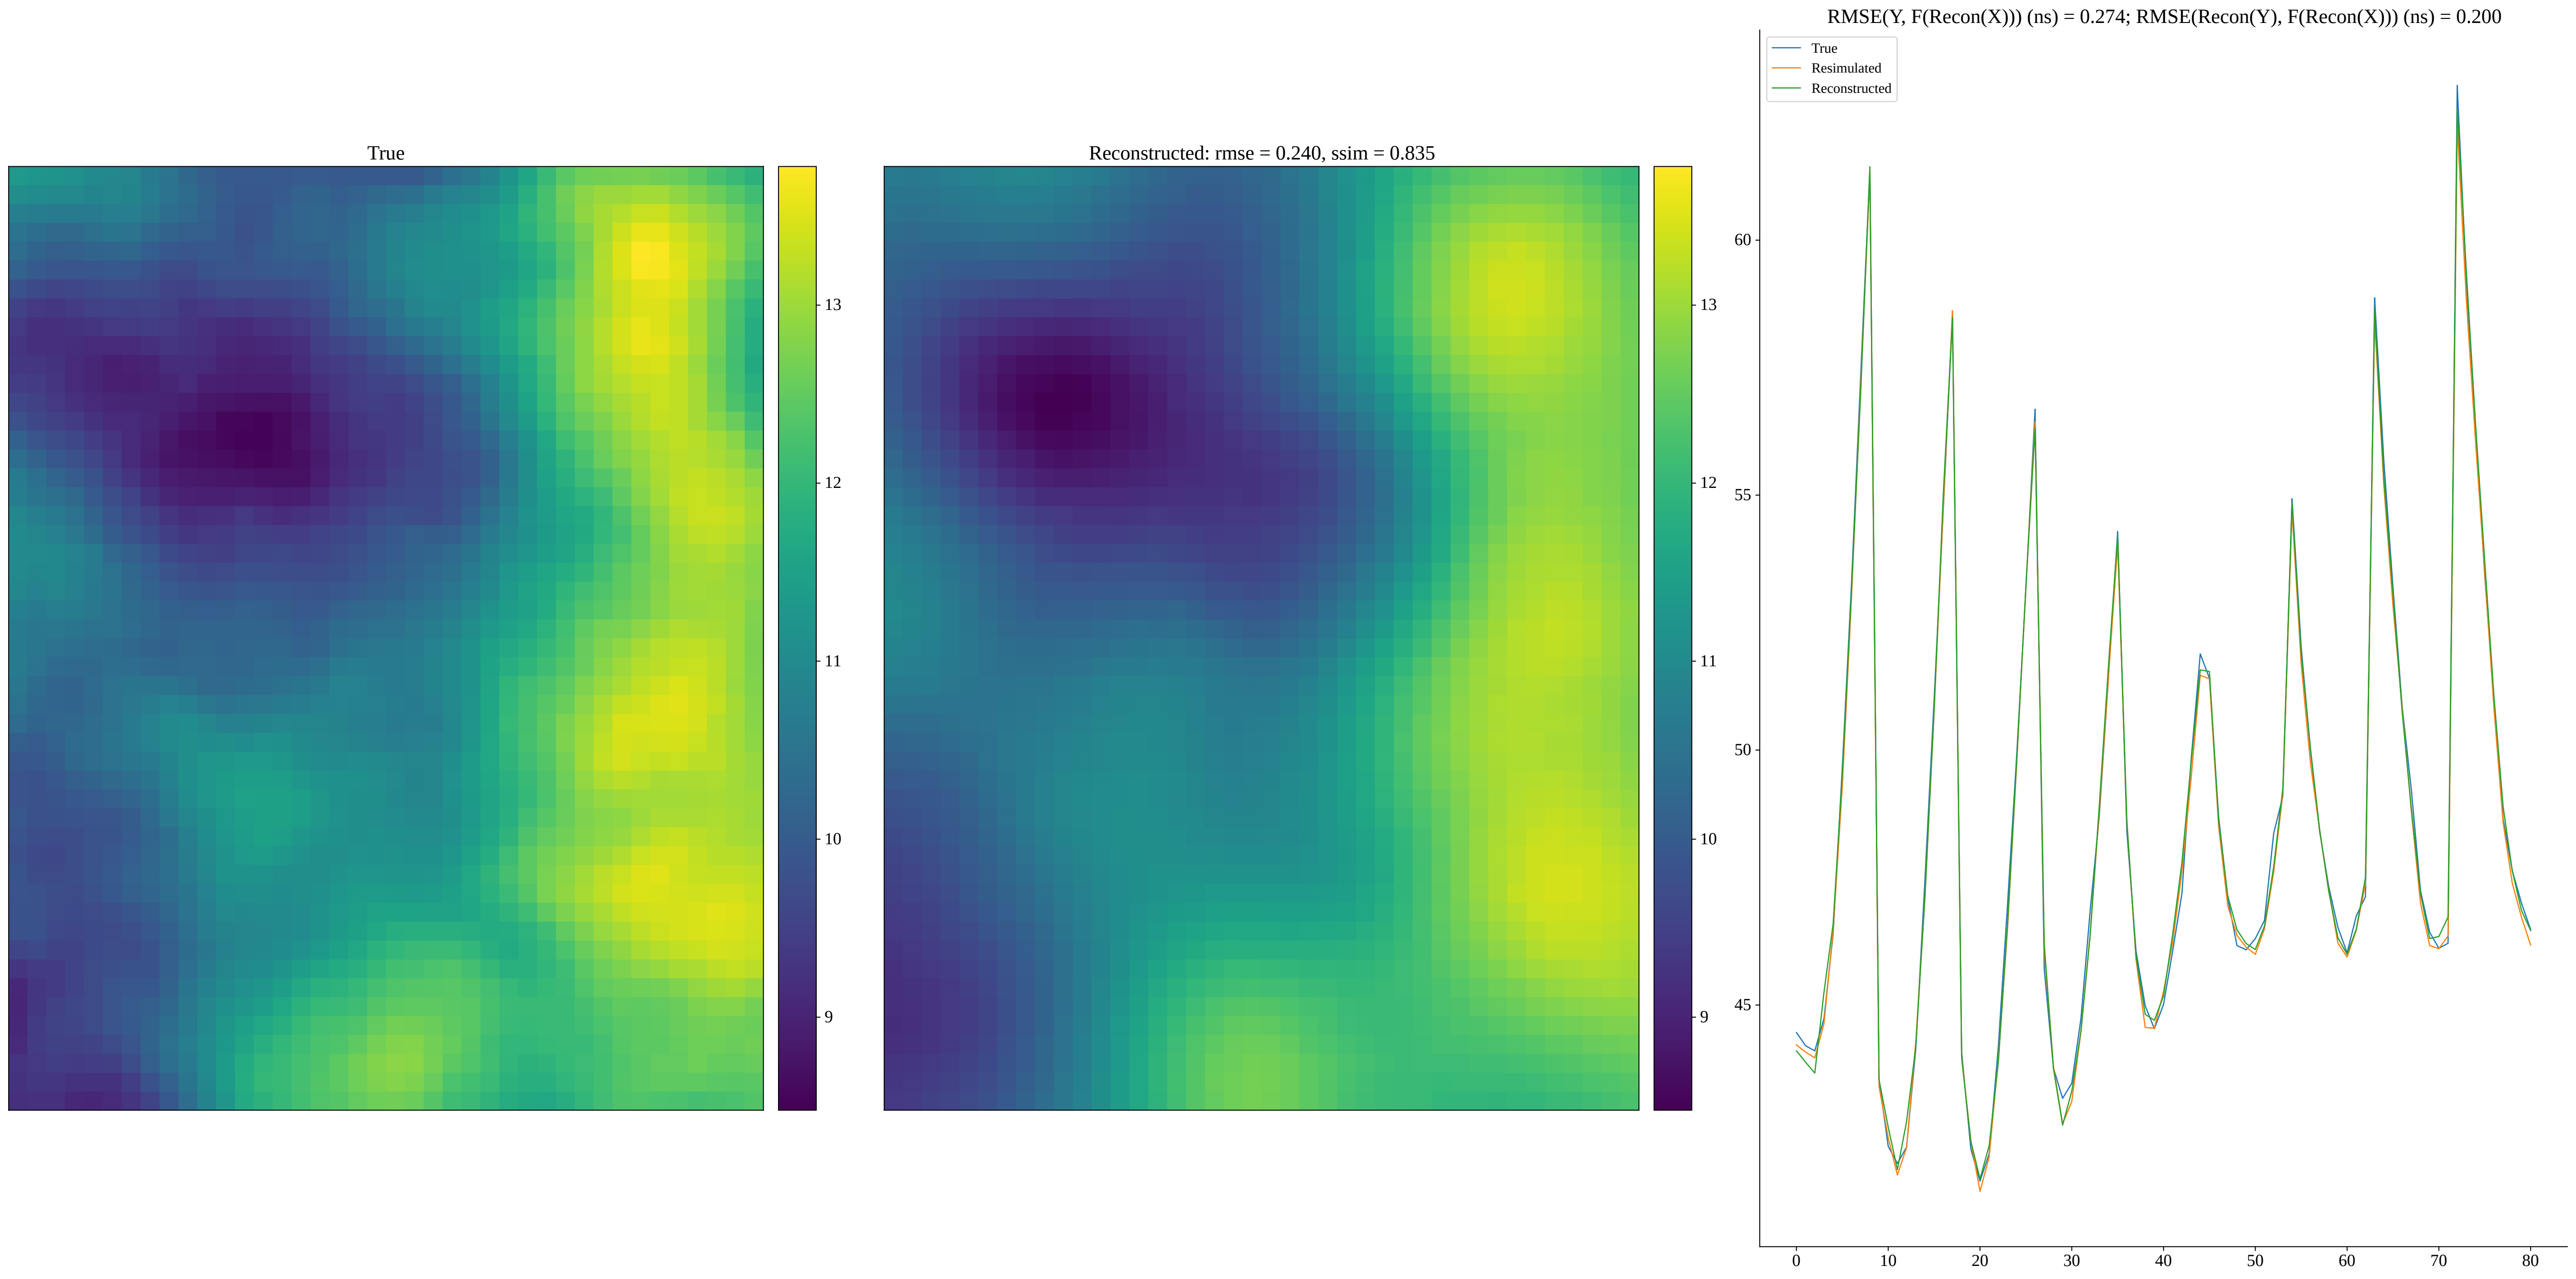 True
13
12
11
10
9
Reconstructed: rmse = 0.240, ssim = 0.835
13
12
11
10
9
RMSE(Y, F(Recon(X))) (ns) = 0.274; RMSE(Recon(Y), F(Recon(X))) (ns) = 0.200
True
Resimulated
Reconstructed
60
55
50
45
0 10 20 30 40 50 60 70 80